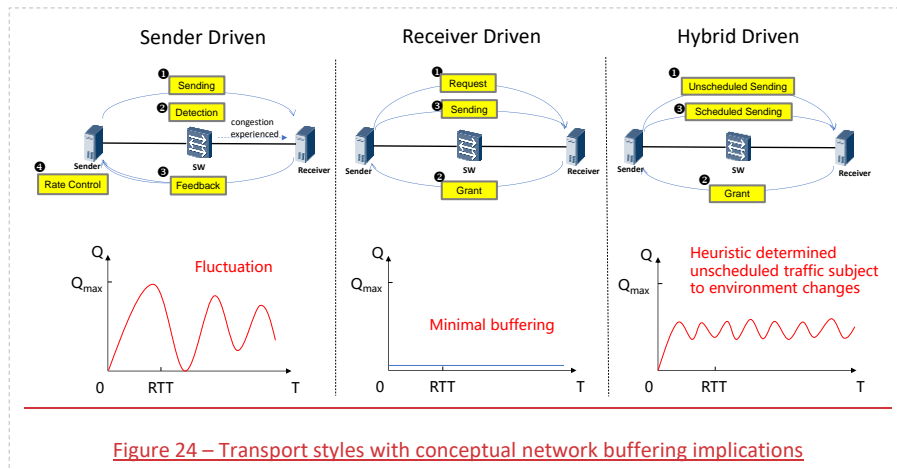 Sender Driven
❶
Sending
❷
Detection
congestion
experienced
Sender
SW
Receiver
❹
Rate Control
❸
Feedback
Q
Qmax
Fluctuation
0
RTT
T
Receiver Driven
❶
Request
❸
Sending
Sender
SW
Receiver
❷
Grant
Q
Qmax
Minimal buffering
0
RTT
T
Hybrid Driven
❶
Unscheduled Sending
❸
Scheduled Sending
Sender
SW
Receiver
❷
Grant
Q
Qmax
Heuristic determined
unscheduled traffic subject
to environment changes
0
RTT
T
Figure 24 – Transport styles with conceptual network buffering implications